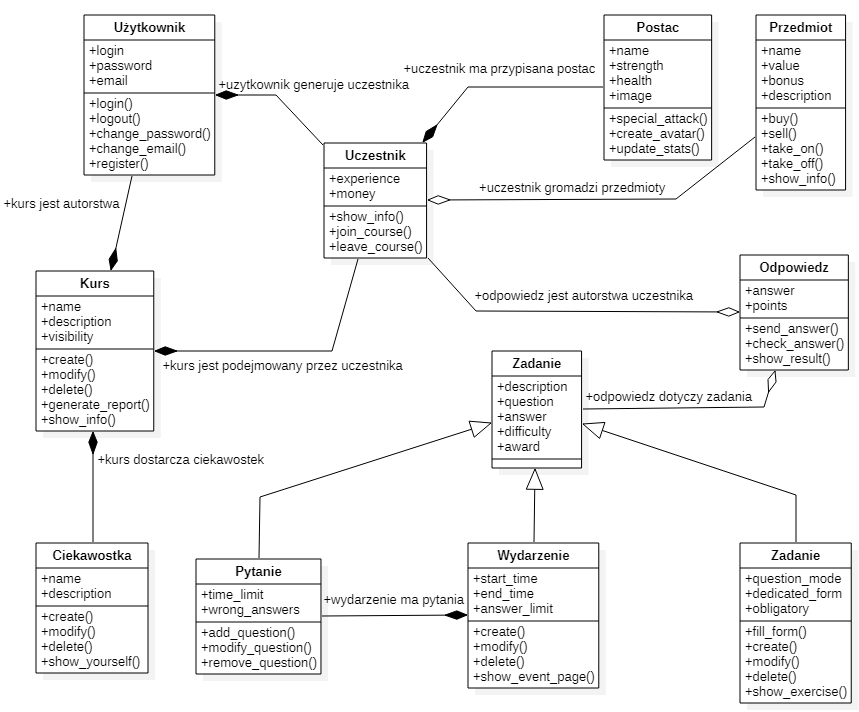 Użytkownik
+login
+password
+email
+login()
+logout()
+change_password()
+change_email()
+register()
+uzytkownik generuje uczestnika
+uczestnik ma przypisana postac
Postac
+name
+strength
+health
+image
+special_attack()
+create_avatar()
+update_stats()
Przedmiot
+name
+value
+bonus
+description
+buy()
+sell()
+take_on()
+take_off()
+show_info()
Uczestnik
+experience
+money
+show_info()
+join_course()
+leave_course()
+uczestnik gromadzi przedmioty
+kurs jest autorstwa
Kurs
+name
+description
+visibility
+create()
+modify()
+delete()
+generate_report()
+show_info()
+kurs jest podejmowany przez uczestnika
+odpowiedz jest autorstwa uczestnika
Odpowiedz
+answer
+points
+send_answer()
+check_answer()
+show_result()
Zadanie
+description
+question
+answer
+difficulty
+award
+odpowiedz dotyczy zadania
+kurs dostarcza ciekawostek
Ciekawostka
+name
+description
+create()
+modify()
+delete()
+show_yourself()
Pytanie
+time_limit
+wrong_answers
+add_question()
+modify_question()
+remove_question()
+wydarzenie ma pytania
Wydarzenie
+start_time
+end_time
+answer_limit
+create()
+modify()
+delete()
+show_event_page()
Zadanie
+question_mode
+dedicated_form
+obligatory
+fill_form()
+create()
+modify()
+delete()
+show_exercise()